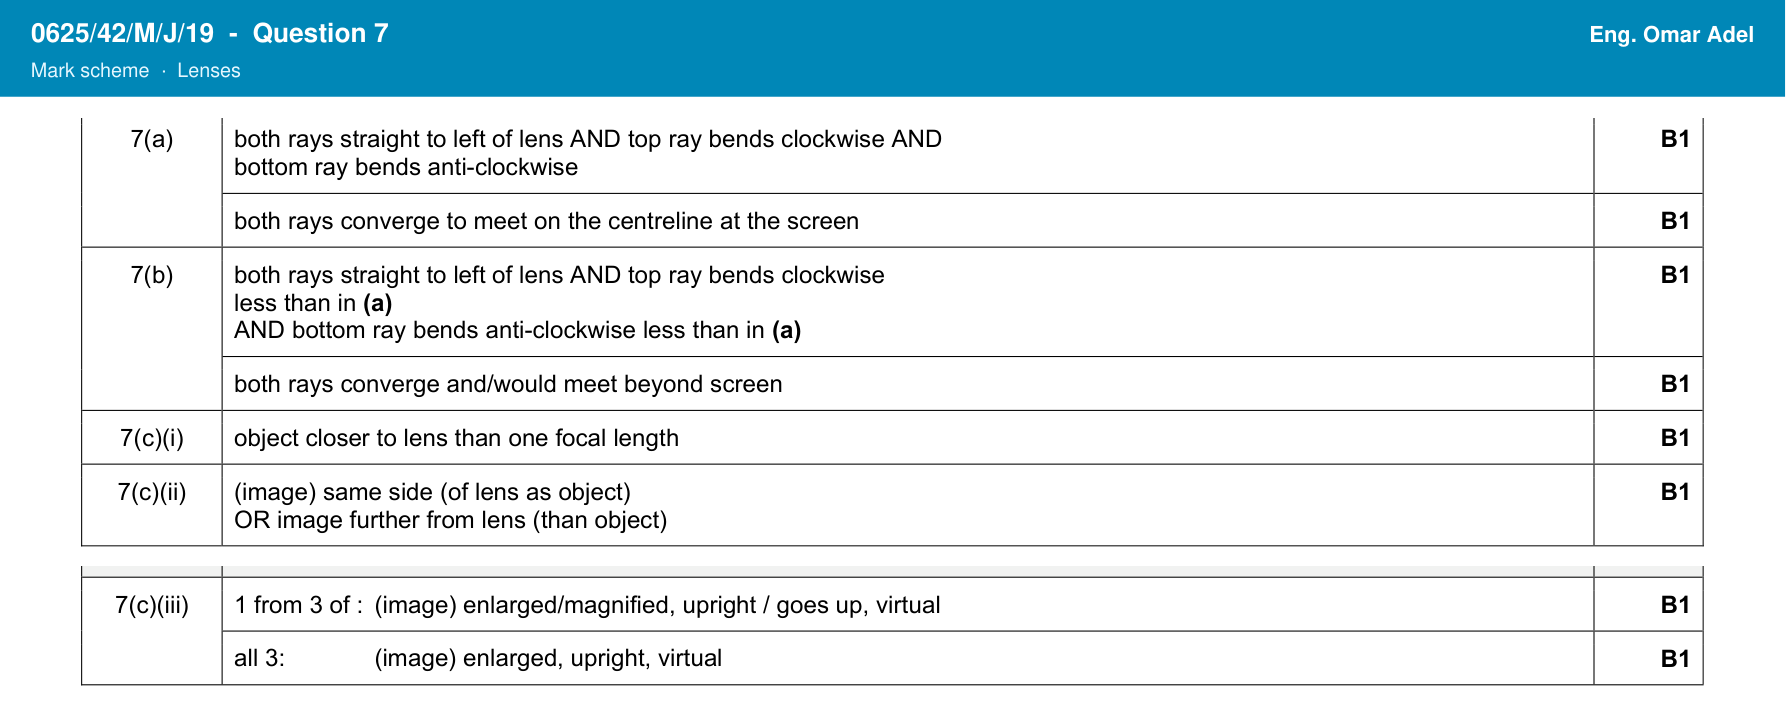 0625/42/M/J/19 - Question 7
Eng. Omar Adel
Mark scheme · Lenses
7(a) both rays straight to left of lens AND top ray bends clockwise AND B1
bottom ray bends anti-clockwise
both rays converge to meet on the centreline at the screen B1
7(b) both rays straight to left of lens AND top ray bends clockwise B1
less than in (a)
AND bottom ray bends anti-clockwise less than in (a)
both rays converge and/would meet beyond screen B1
7(c)(i) object closer to lens than one focal length B1
7(c)(ii) (image) same side (of lens as object) B1
OR image further from lens (than object)
7(c)(iii) 1 from 3 of : (image) enlarged/magnified, upright / goes up, virtual B1
all 3: (image) enlarged, upright, virtual B1